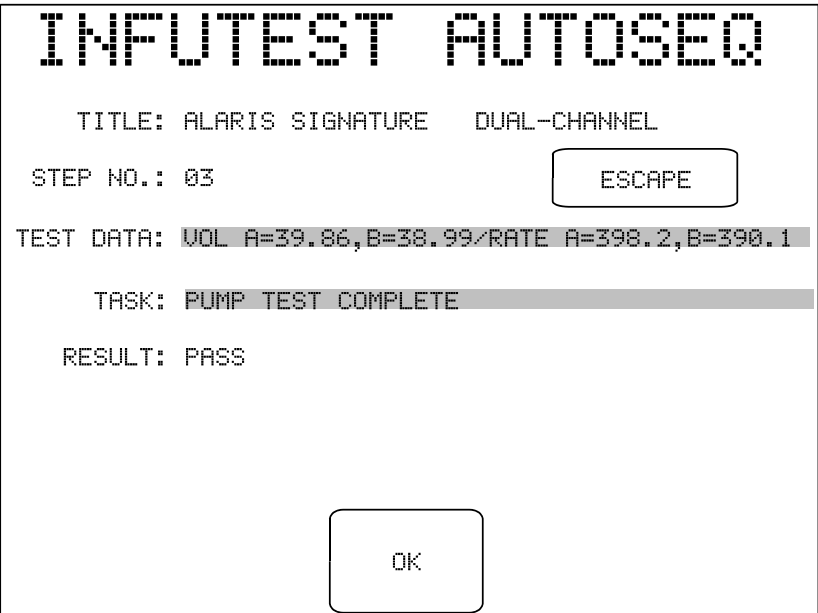 INFUTEST AUTOSEQ
TITLE: ALARIS SIGNATURE DUAL-CHANNEL
STEP NO.: 03
ESCAPE
TEST DATA: VOL A=39.86,B=38.99/RATE A=398.2,B=390.1
TASK: PUMP TEST COMPLETE
RESULT: PASS
OK